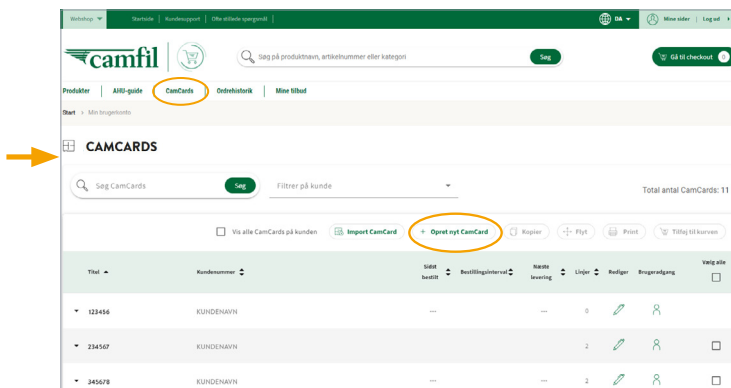 Webshop Startside Kundesupport Ofte stillede spørgsmål DA Mine sider Log ud
camfil Søg på produktnavn, artikelnummer eller kategori Søg Gå til checkout 0
Produkter AHU-guide CamCards Ordrehistorik Mine tilbud
Start > Min brugerkonto
CAMCARDS
Søg CamCards Søg Filtrer på kunde Total antal CamCards: 11
Vis alle CamCards på kunden Import CamCard + Opret nyt CamCard Kopier Flyt Print Tilføj til kurven
Titel Kundenummer Sidst bestilt Bestillingsinterval Næste levering Linjer Rediger Brugeradgang Vælg alle
123456 KUNDENAVN --- --- 0
234567 KUNDENAVN 2
345678 KUNDENAVN --- --- 2